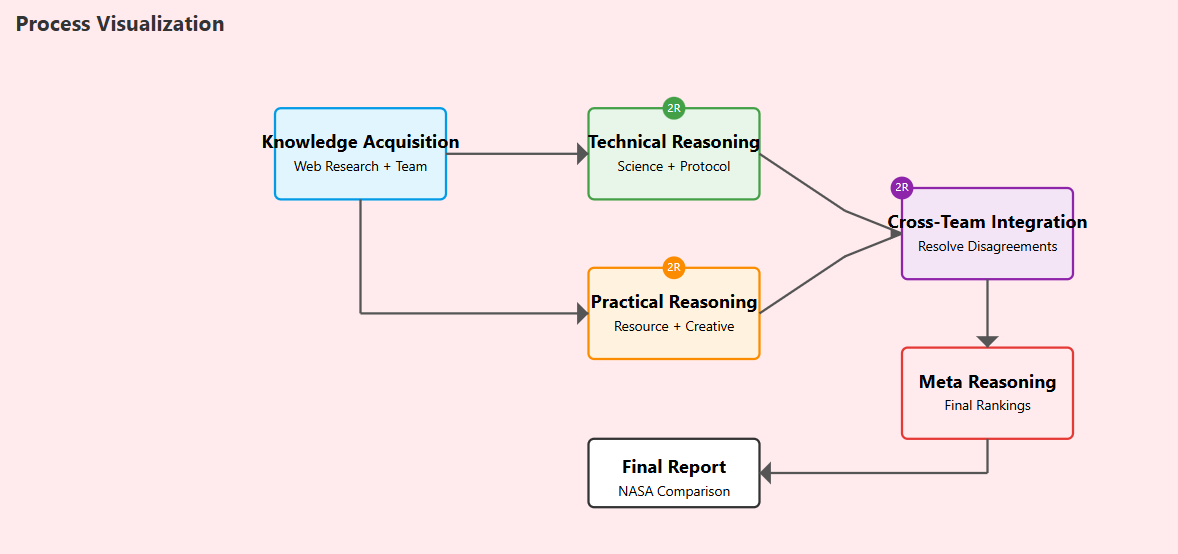 Process Visualization
Knowledge Acquisition
Web Research + Team
2R
Technical Reasoning
Science + Protocol
2R
Practical Reasoning
Resource + Creative
2R
Cross-Team Integration
Resolve Disagreements
Meta Reasoning
Final Rankings
Final Report
NASA Comparison